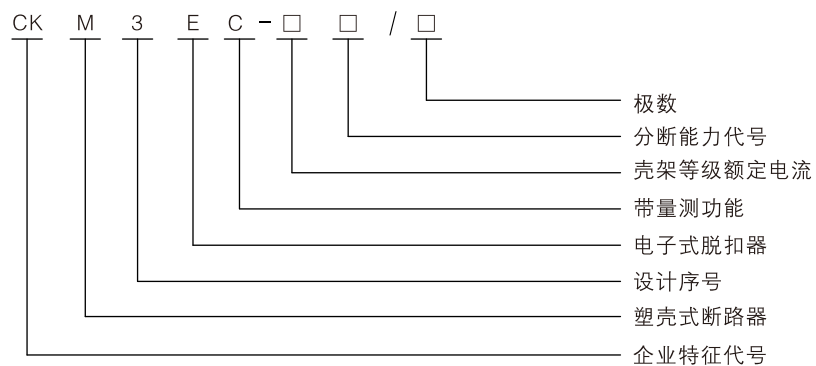 CK M 3 E C-□ □ / □
极数
分断能力代号
壳架等级额定电流
带量测功能
电子式脱扣器
设计序号
塑壳式断路器
企业特征代号